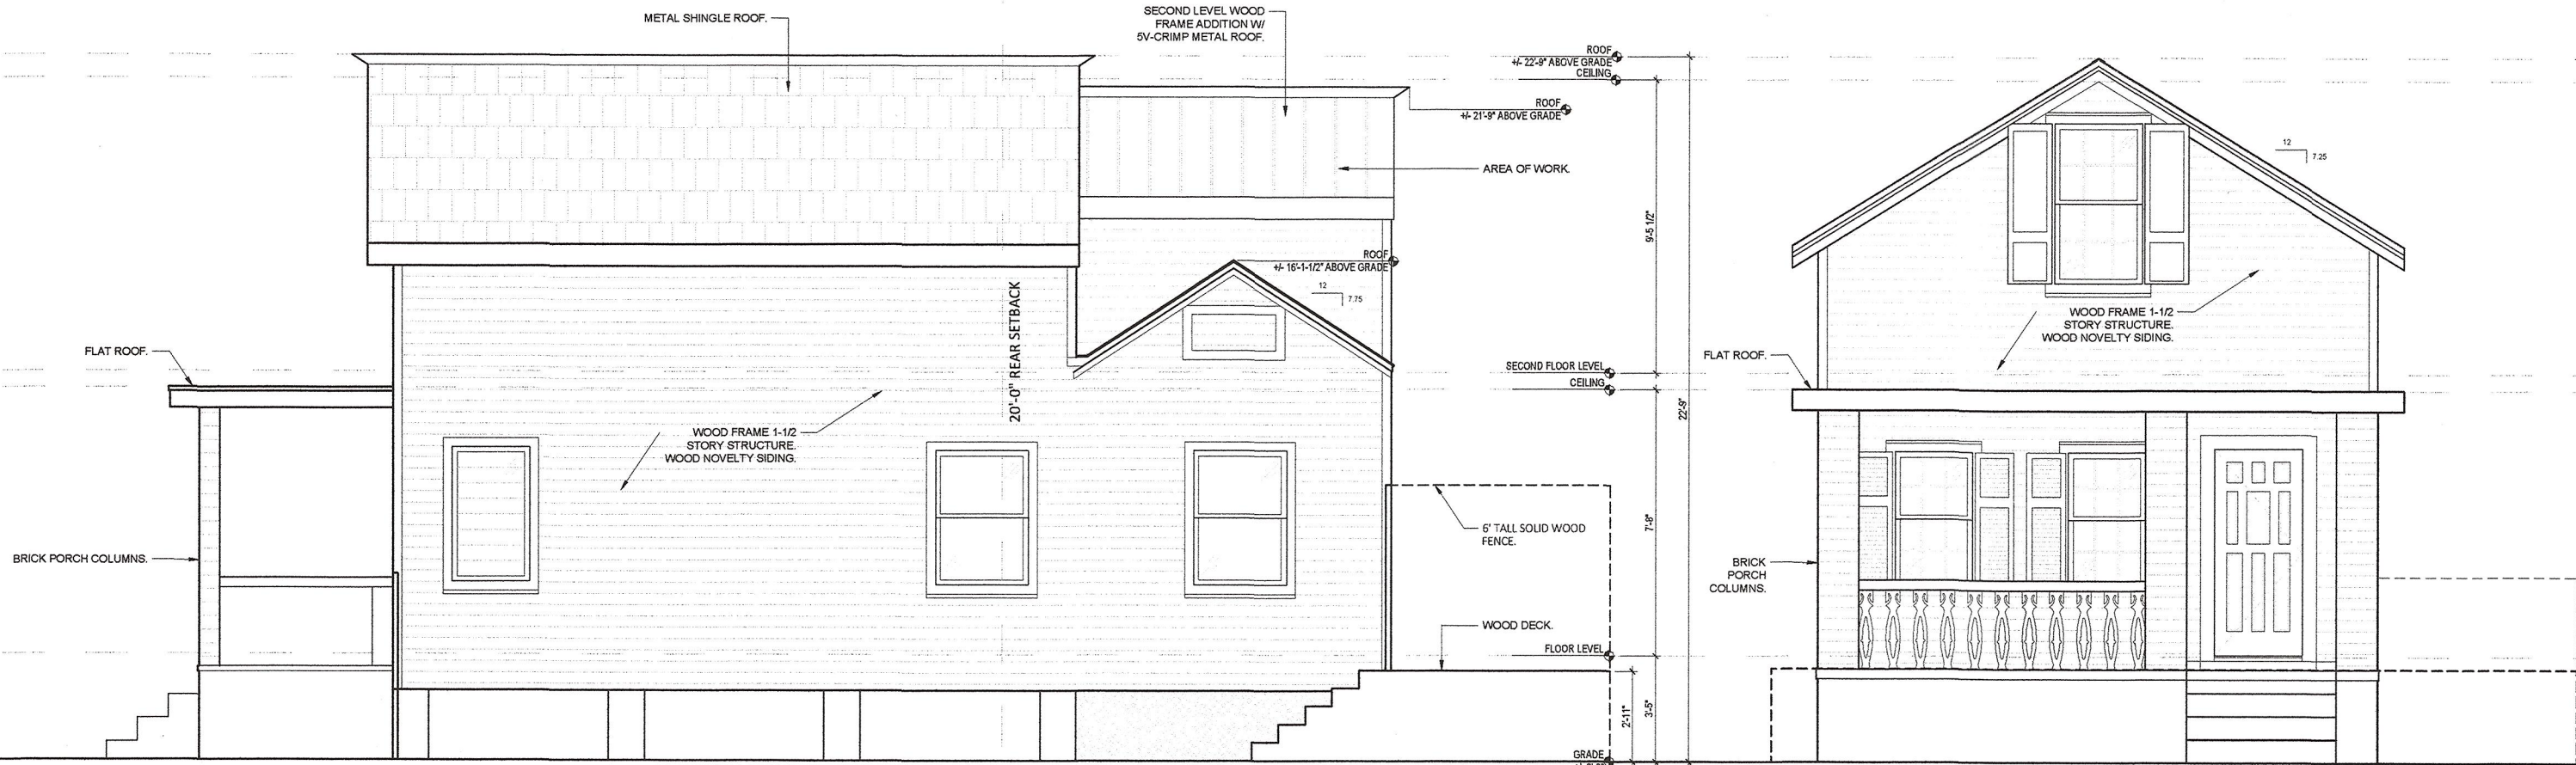 METAL SHINGLE ROOF.
SECOND LEVEL WOOD
FRAME ADDITION W/
5V-CRIMP METAL ROOF.
ROOF
+/- 22'-9" ABOVE GRADE
CEILING
ROOF
+/- 21'-9" ABOVE GRADE
AREA OF WORK.
12
7.25
9'-5 1/2"
ROOF
+/- 16'-1-1/2" ABOVE GRADE
12
7.75
20'-0" REAR SETBACK
WOOD FRAME 1-1/2
STORY STRUCTURE.
WOOD NOVELTY SIDING.
FLAT ROOF.
FLAT ROOF.
SECOND FLOOR LEVEL
CEILING
22'-9"
WOOD FRAME 1-1/2
STORY STRUCTURE.
WOOD NOVELTY SIDING.
6' TALL SOLID WOOD
FENCE.
7'-8"
BRICK PORCH COLUMNS.
BRICK
PORCH
COLUMNS.
WOOD DECK.
FLOOR LEVEL
2'-11"
3'-5"
GRADE